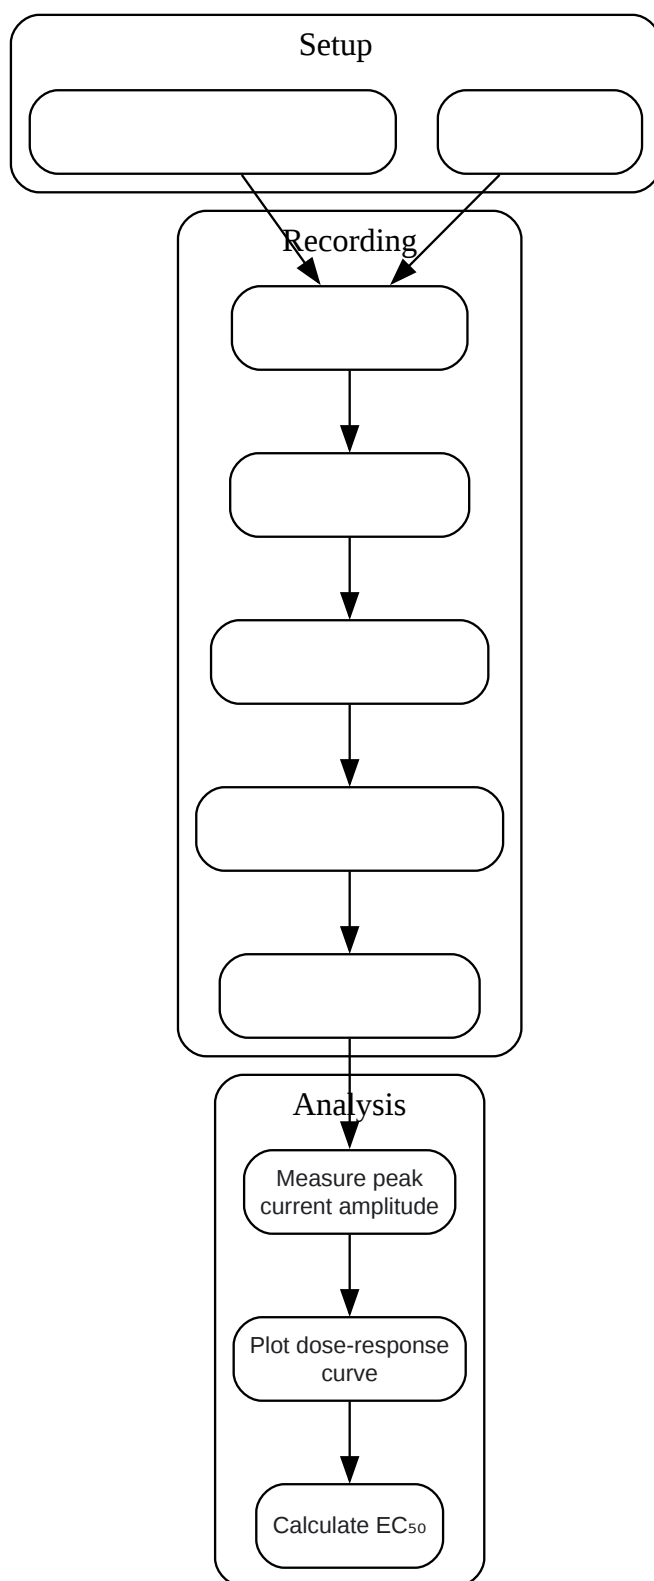 Setup
Recording
Analysis
Measure peak
current amplitude
Plot dose-response
curve
Calculate EC₅₀